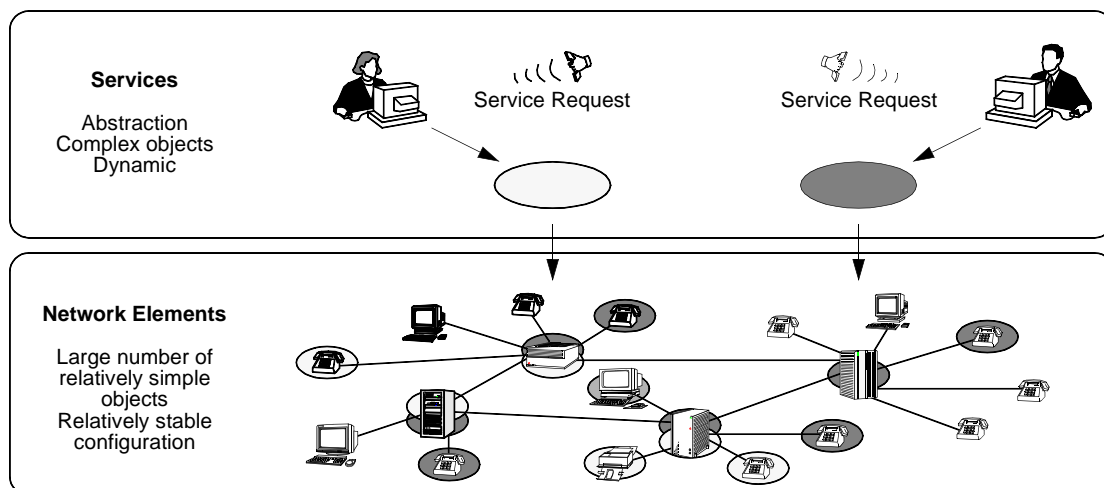 Services
Abstraction
Complex objects
Dynamic
Service Request
Service Request
Network Elements
Large number of
relatively simple
objects
Relatively stable
configuration